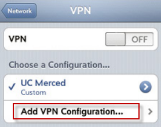 Network
VPN
VPN
OFF
Choose a Configuration...
UC Merced
Custom
Add VPN Configuration...